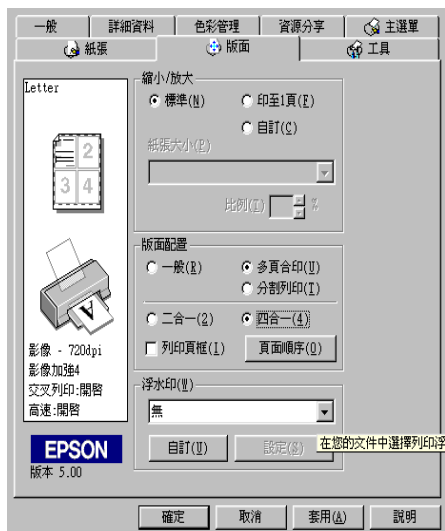 一般 詳細資料 色彩管理 資源分享 主選單
紙張 版面 工具
Letter
2
3 4
A
影像 - 720dpi
影像加強4
交叉列印:開啓
高速:開啓
EPSON
版本 5.00
縮小/放大
標準(N) 印至1頁(F)
自訂(C)
紙張大小(P)
比例(I) %
版面配置
一般(R) 多頁合印(U)
分割列印(I)
二合一(2) 四合一(4)
列印頁框(I) 頁面順序(O)
浮水印(W)
無
自訂(U) 設定(S) 在您的文件中選擇列印浮
確定 取消 套用(A) 說明